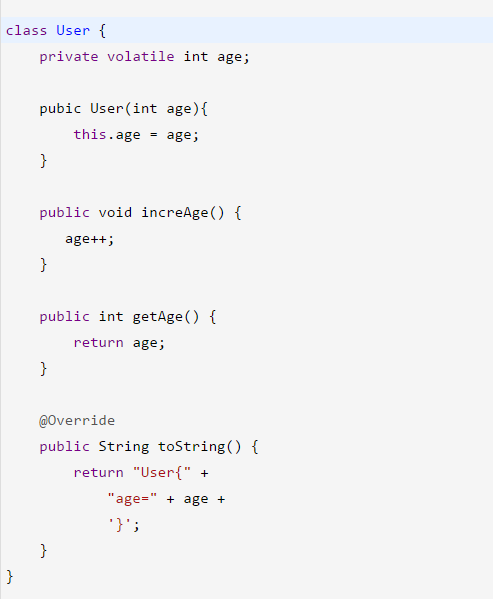 class User {
    private volatile int age;

    pubic User(int age){
        this.age = age;
    }

    public void increAge() {
       age++;
    }

    public int getAge() {
        return age;
    }

    @Override
    public String toString() {
        return "User{" +
            "age=" + age +
            '}';
    }
}